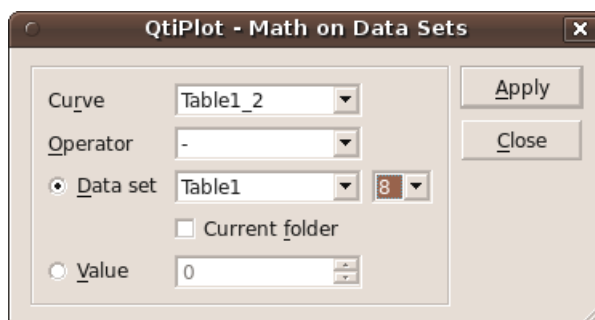 QtiPlot - Math on Data Sets
Curve Table1_2 Apply
Operator - Close
Data set Table1 8
Current folder
Value 0